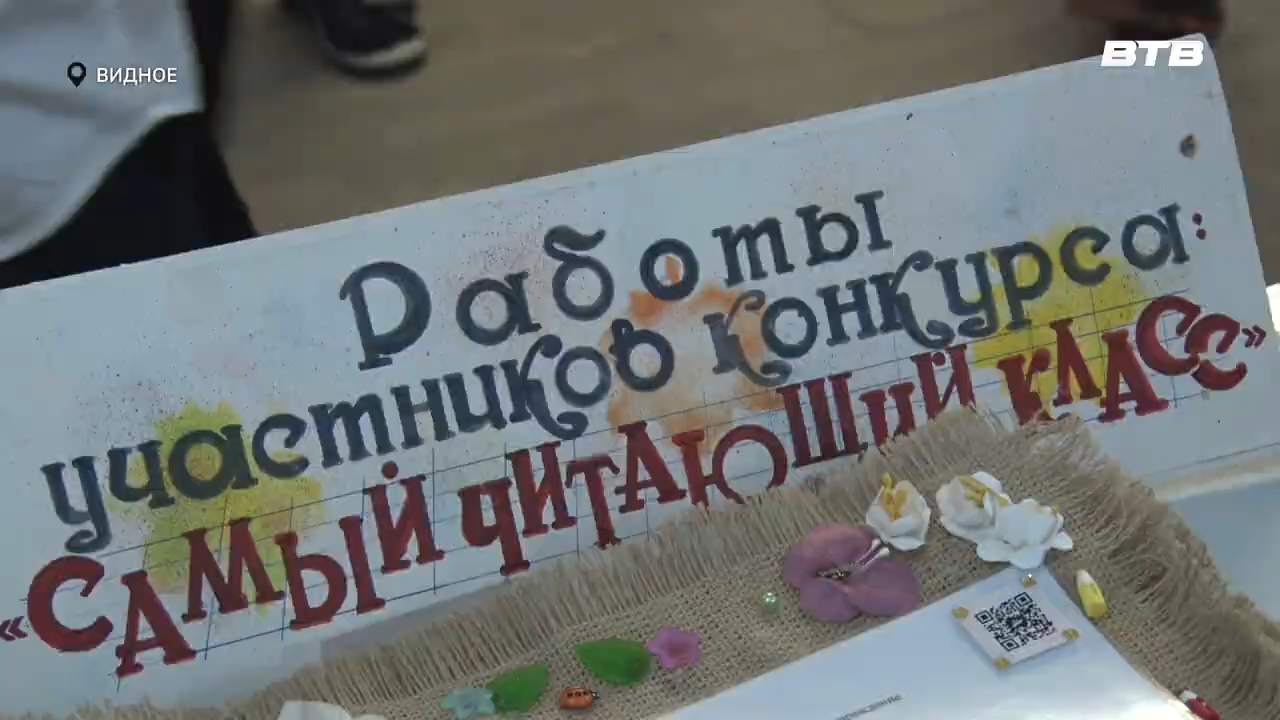 ВИДНОЕ
ВТВ
Работы
участников конкурса:
«САМЫЙ ЧИТАЮЩИЙ КЛАСС»